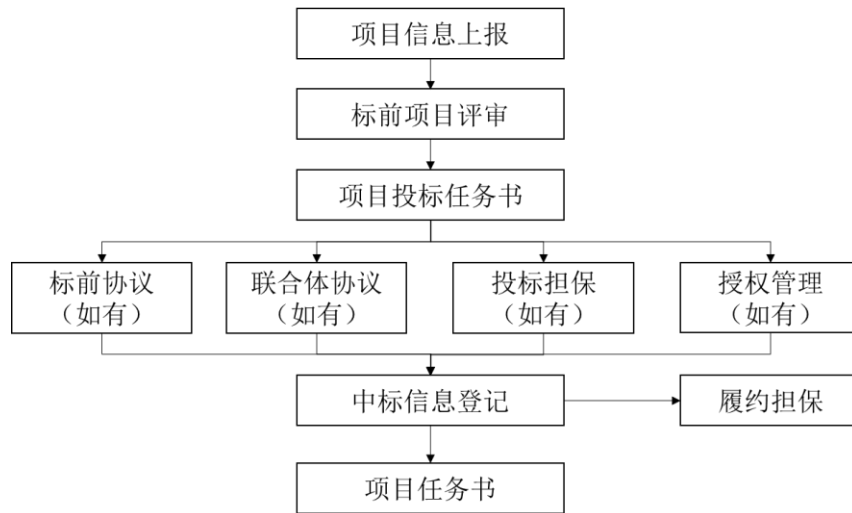 项目信息上报
标前项目评审
项目投标任务书
标前协议
（如有）
联合体协议
（如有）
投标担保
（如有）
授权管理
（如有）
中标信息登记
履约担保
项目任务书